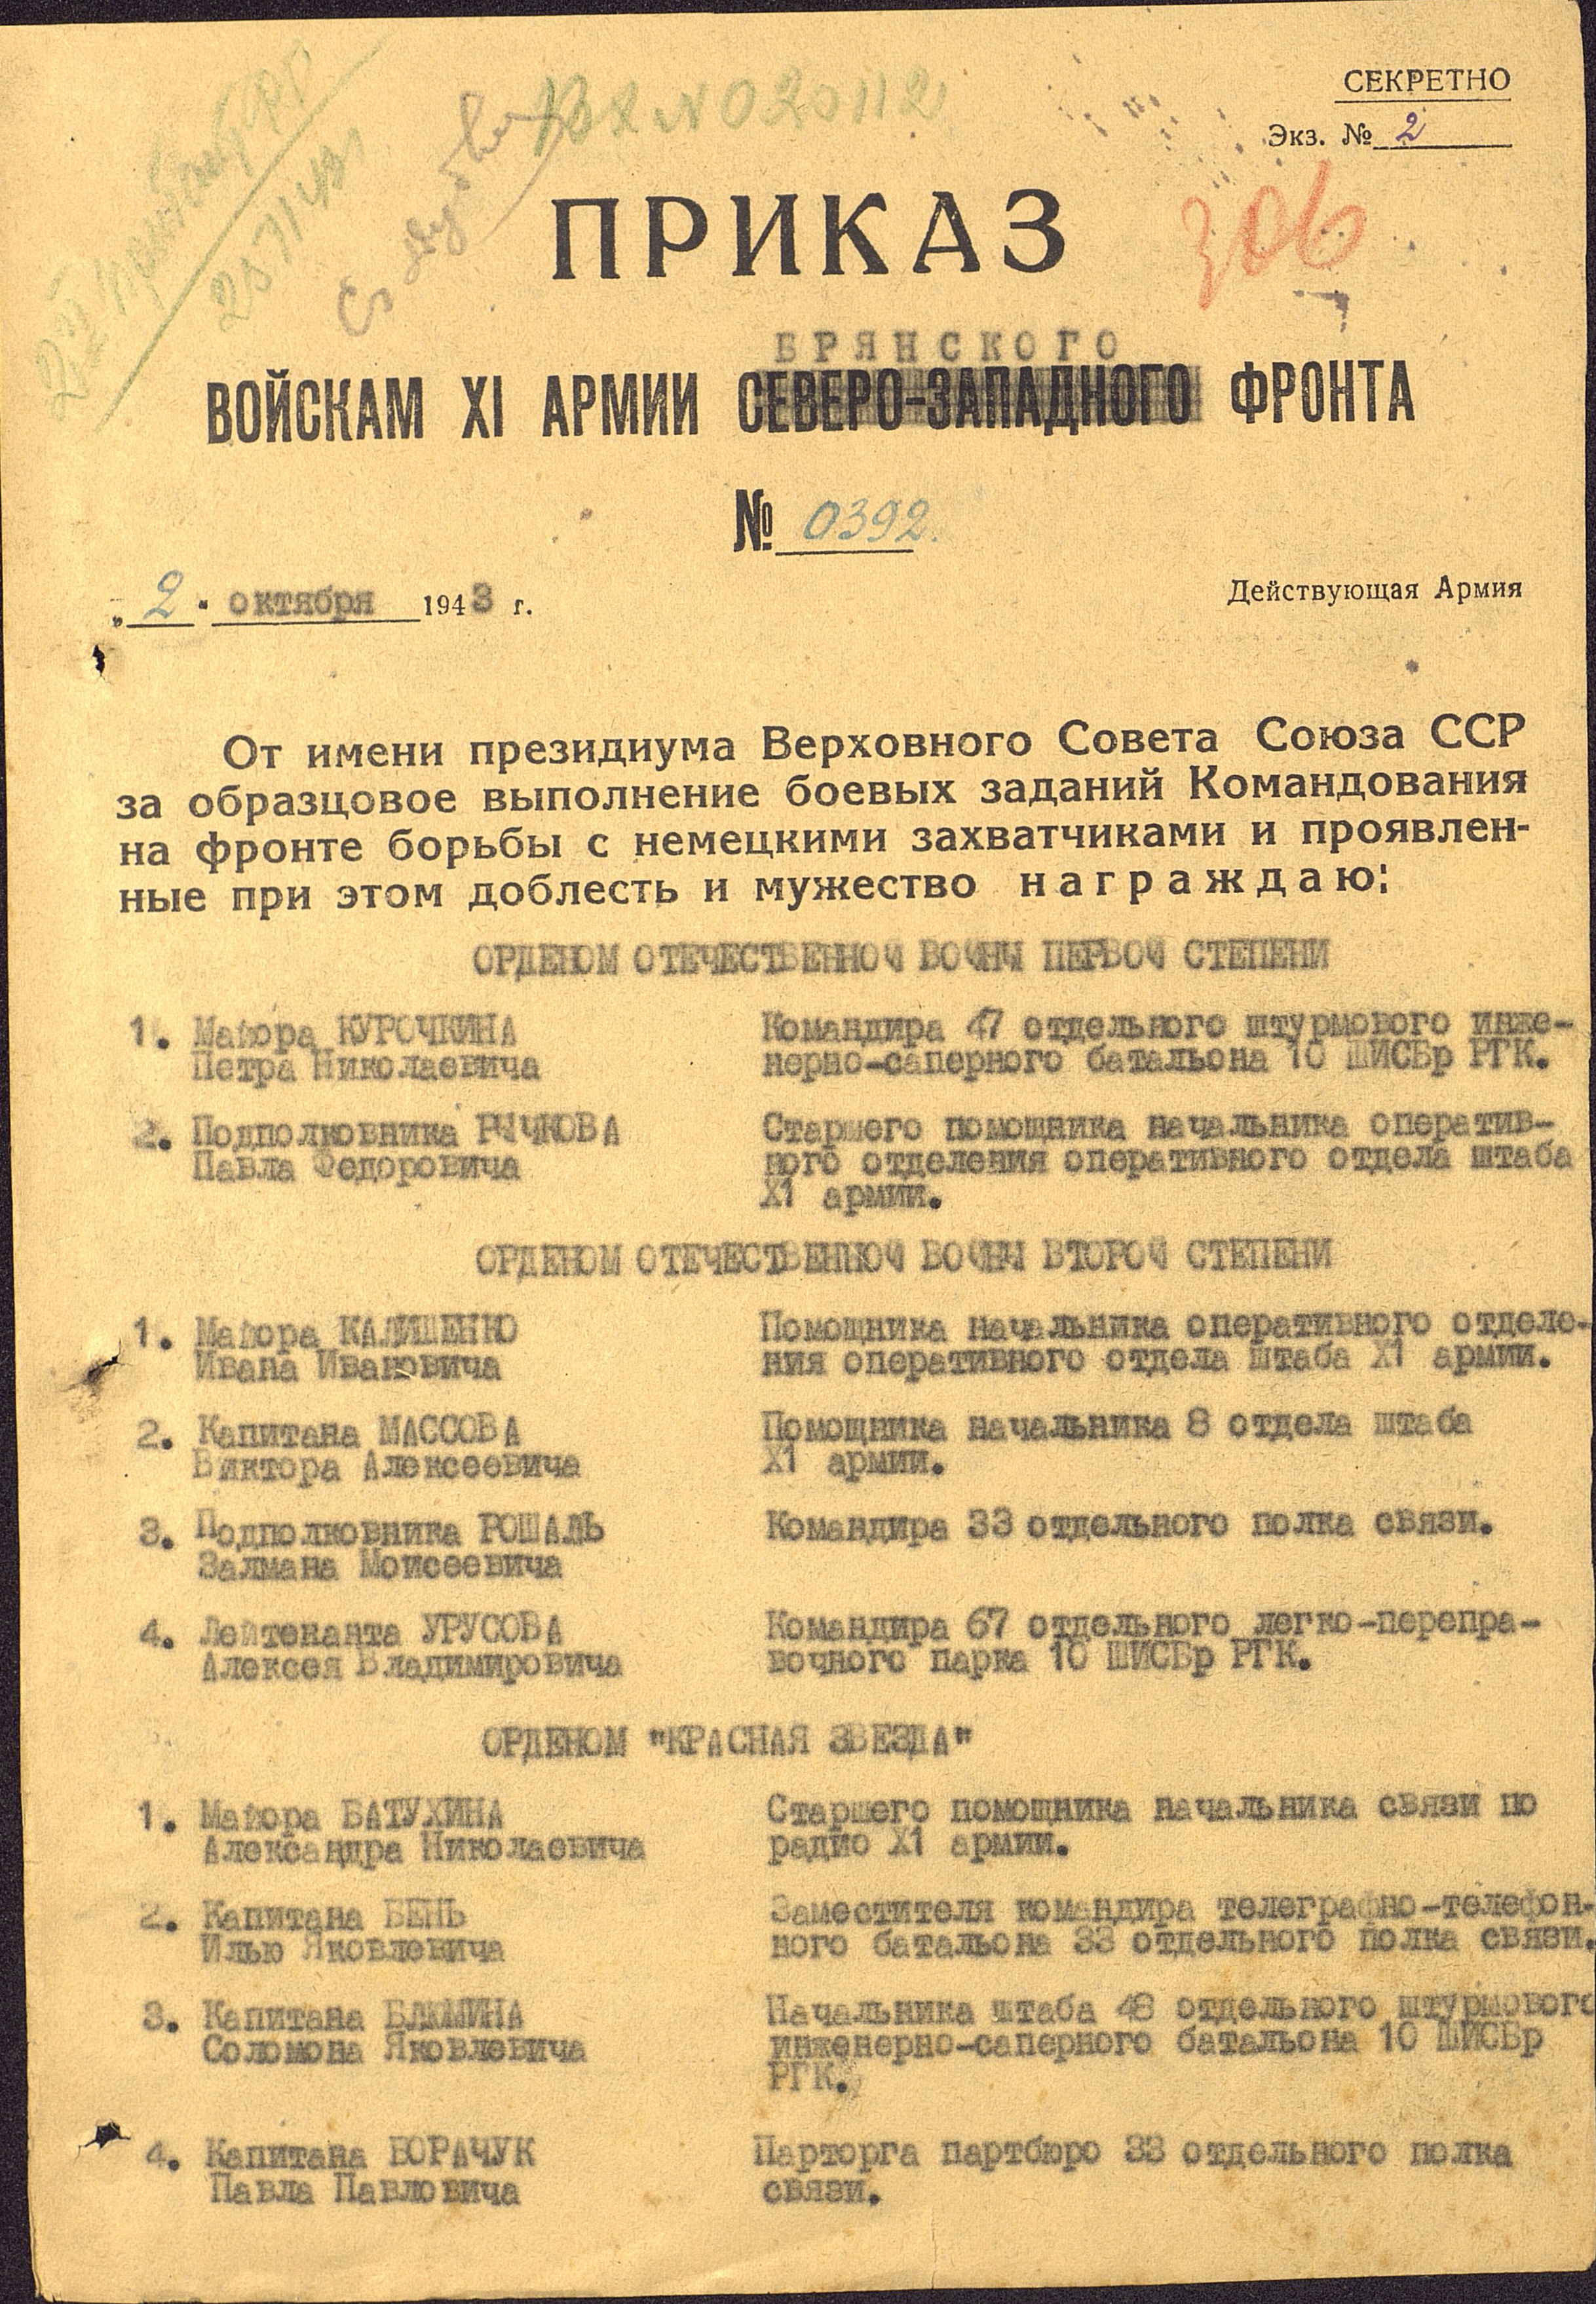 СЕКРЕТНО
Экз. № 2
Вх № 020112
306
ПРИКАЗ
БРЯНСКОГО
ВОЙСКАМ XI АРМИИ СЕВЕРО-ЗАПАДНОГО ФРОНТА
№ 0392.
„2" октября 1943 г.
Действующая Армия
От имени президиума Верховного Совета Союза ССР
за образцовое выполнение боевых заданий Командования
на фронте борьбы с немецкими захватчиками и проявлен-
ные при этом доблесть и мужество награждаю:
ОРДЕНОМ ОТЕЧЕСТВЕННОЙ ВОЙНЫ ПЕРВОЙ СТЕПЕНИ
1. Майора КУРОЧКИНА Командира 47 отдельного штурмового инже-
Петра Николаевича нерно-саперного батальона 10 ШИСБр РГК.
2. Подполковника РЫЧКОВА Старшего помощника начальника оператив-
Павла Федоровича ного отделения оперативного отдела штаба
X1 армии.
ОРДЕНОМ ОТЕЧЕСТВЕННОЙ ВОЙНЫ ВТОРОЙ СТЕПЕНИ
1. Майора КАЛИШЕНКО Помощника начальника оперативного отделе-
Ивана Ивановича ния оперативного отдела штаба X1 армии.
2. Капитана МАССОВА Помощника начальника 8 отдела штаба
Виктора Алексеевича X1 армии.
3. Подполковника РОШАЛЬ Командира 33 отдельного полка связи.
Залмана Моисеевича
4. Лейтенанта УРУСОВА Командира 67 отдельного легко-перепра-
Алексея Владимировича вочного парка 10 ШИСБр РГК.
ОРДЕНОМ "КРАСНАЯ ЗВЕЗДА"
1. Майора БАТУХИНА Старшего помощника начальника связи по
Александра Николаевича радио X1 армии.
2. Капитана БЕНЬ Заместителя командира телеграфно-телефон-
Илью Яковлевича ного батальона 33 отдельного полка связи.
3. Капитана БЛЮМИНА Начальника штаба 48 отдельного штурмового
Соломона Яковлевича инженерно-саперного батальона 10 ШИСБр
РГК.
4. Капитана БОРАЧУК Парторга партбюро 33 отдельного полка
Павла Павловича связи.